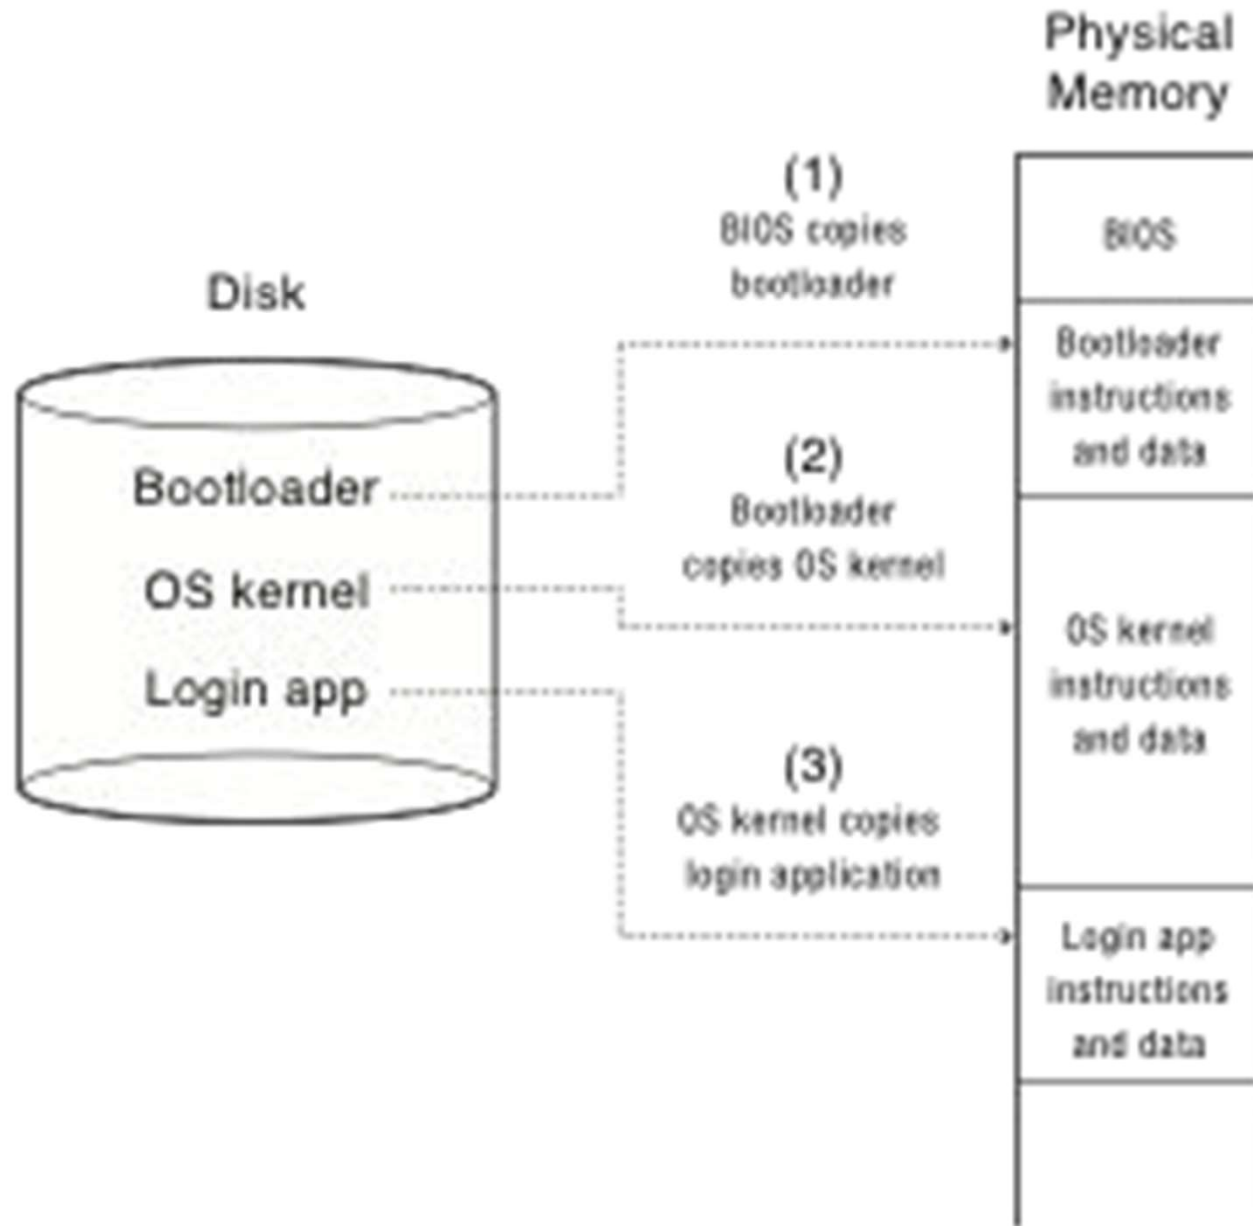 Physical
Memory
(1)
BIOS copies
bootloader
BIOS
Disk
Bootloader
instructions
and data
Bootloader
OS kernel
Login app
(2)
Bootloader
copies OS kernel
OS kernel
instructions
and data
(3)
OS kernel copies
login application
Login app
instructions
and data